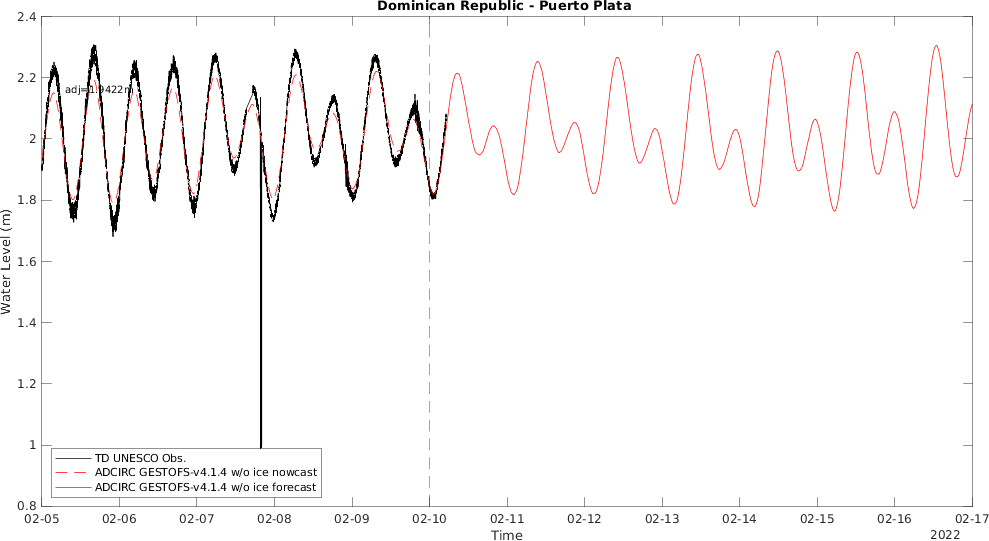 Dominican Republic - Puerto Plata
2.4
2.2
2
1.8
1.6
1.4
1.2
1
0.8
Water Level (m)
adj=1.9422m
TD UNESCO Obs.
ADCIRC GESTOFS-v4.1.4 w/o ice nowcast
ADCIRC GESTOFS-v4.1.4 w/o ice forecast
02-05 02-06 02-07 02-08 02-09 02-10 02-11 02-12 02-13 02-14 02-15 02-16 02-17
Time
2022